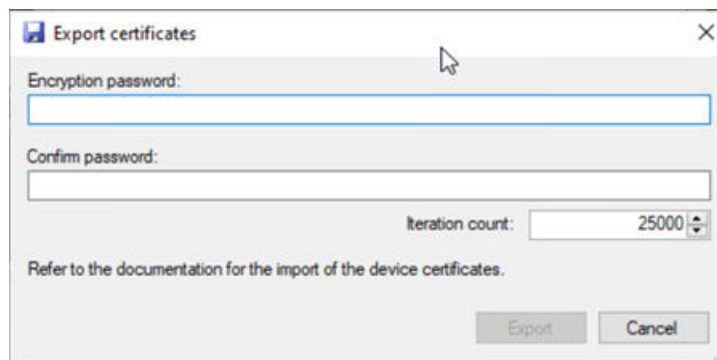 Export certificates
Encryption password:
Confirm password:
Iteration count: 25000
Refer to the documentation for the import of the device certificates.
Export Cancel